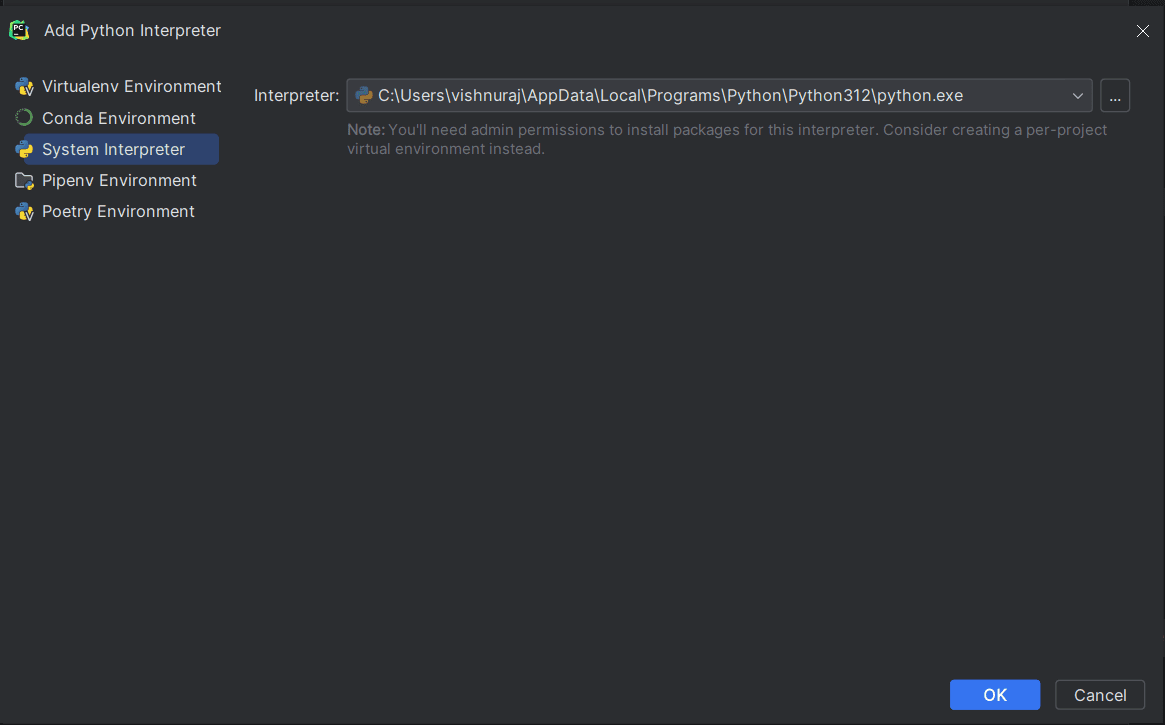 Add Python Interpreter
Virtualenv Environment
Conda Environment
System Interpreter
Pipenv Environment
Poetry Environment
Interpreter: C:\Users\vishnuraj\AppData\Local\Programs\Python\Python312\python.exe ...
Note: You'll need admin permissions to install packages for this interpreter. Consider creating a per-project
virtual environment instead.
OK Cancel